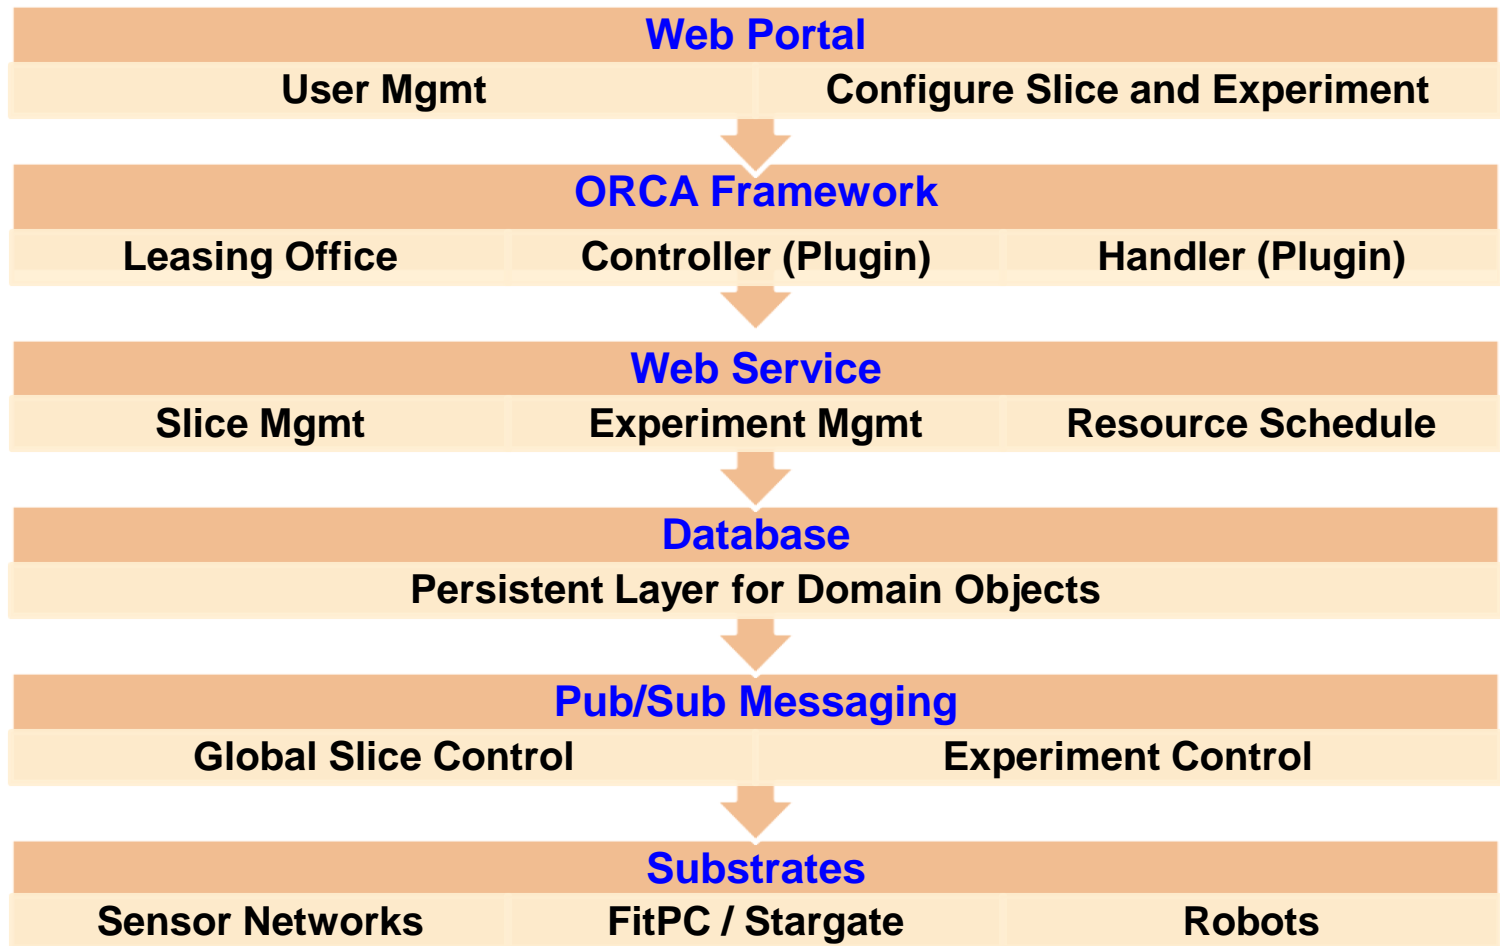 Web Portal
User Mgmt Configure Slice and Experiment
ORCA Framework
Leasing Office Controller (Plugin) Handler (Plugin)
Web Service
Slice Mgmt Experiment Mgmt Resource Schedule
Database
Persistent Layer for Domain Objects
Pub/Sub Messaging
Global Slice Control Experiment Control
Substrates
Sensor Networks FitPC / Stargate Robots